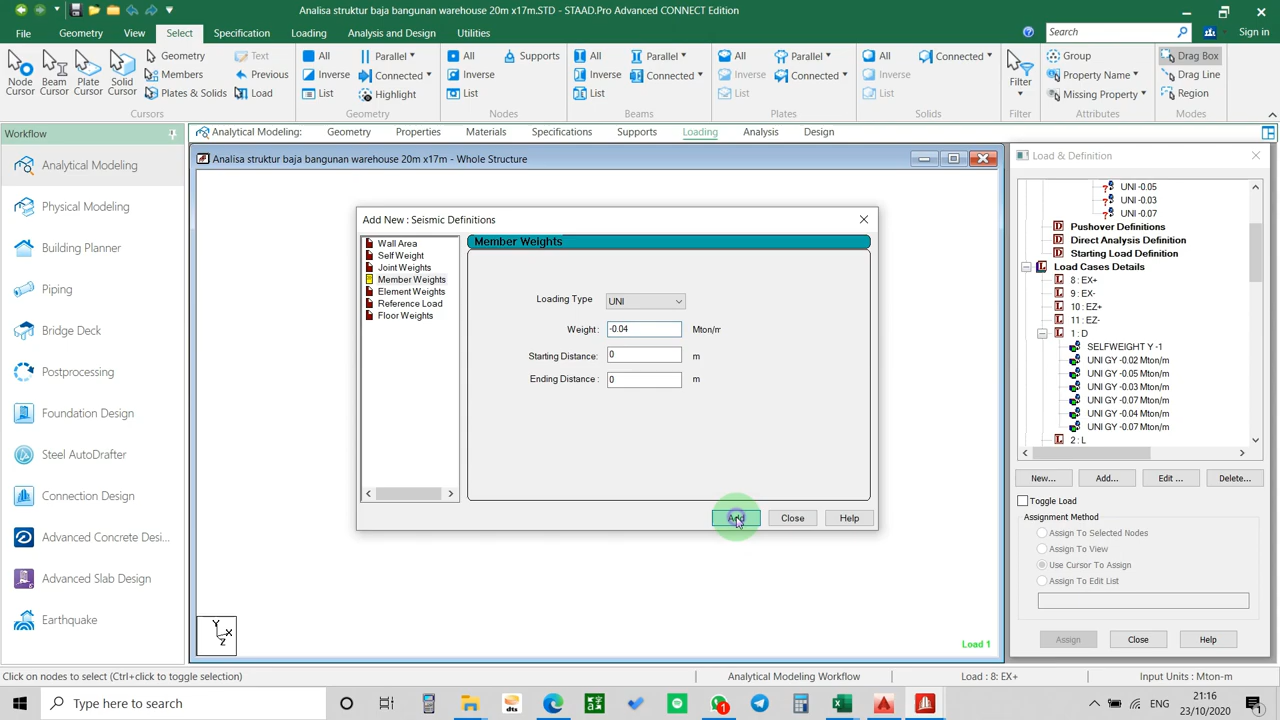 Analisa struktur baja bangunan warehouse 20m x17m.STD - STAAD.Pro Advanced CONNECT Edition
File
Geometry
View
Select
Specification
Loading
Analysis and Design
Utilities
Search
Sign in
Node Cursor
Beam Cursor
Plate Cursor
Solid Cursor
Geometry
Members
Plates & Solids
Text
Previous
Load
Cursors
All
Inverse
List
Parallel
Connected
Highlight
Geometry
All
Inverse
List
Supports
Nodes
All
Inverse
List
Parallel
Connected
Beams
All
Inverse
List
Parallel
Connected
Plates
All
Inverse
List
Connected
Solids
Filter
Filter
Group
Property Name
Missing Property
Attributes
Drag Box
Drag Line
Region
Modes
Workflow
Analytical Modeling:
Geometry
Properties
Materials
Specifications
Supports
Loading
Analysis
Design
Analytical Modeling
Physical Modeling
Building Planner
Piping
Bridge Deck
Postprocessing
Foundation Design
Steel AutoDrafter
Connection Design
Advanced Concrete Desi...
Advanced Slab Design
Earthquake
Analisa struktur baja bangunan warehouse 20m x17m - Whole Structure
Add New : Seismic Definitions
Wall Area
Self Weight
Joint Weights
Member Weights
Element Weights
Reference Load
Floor Weights
Member Weights
Loading Type
UNI
Weight :
-0.04
Mton/m
Starting Distance:
0
m
Ending Distance :
0
m
Add
Close
Help
Y
X
Z
Load 1
Load & Definition
UNI -0.05
UNI -0.03
UNI -0.07
Pushover Definitions
Direct Analysis Definition
Starting Load Definition
Load Cases Details
8 : EX+
9 : EX-
10 : EZ+
11 : EZ-
1 : D
SELFWEIGHT Y -1
UNI GY -0.02 Mton/m
UNI GY -0.05 Mton/m
UNI GY -0.03 Mton/m
UNI GY -0.07 Mton/m
UNI GY -0.04 Mton/m
UNI GY -0.07 Mton/m
2 : L
New...
Add...
Edit ...
Delete...
Toggle Load
Assignment Method
Assign To Selected Nodes
Assign To View
Use Cursor To Assign
Assign To Edit List
Assign
Close
Help
Click on nodes to select (Ctrl+click to toggle selection)
Analytical Modeling Workflow
Load : 8: EX+
Input Units : Mton-m
Type here to search
dts
1
ENG
21:16
23/10/2020
1